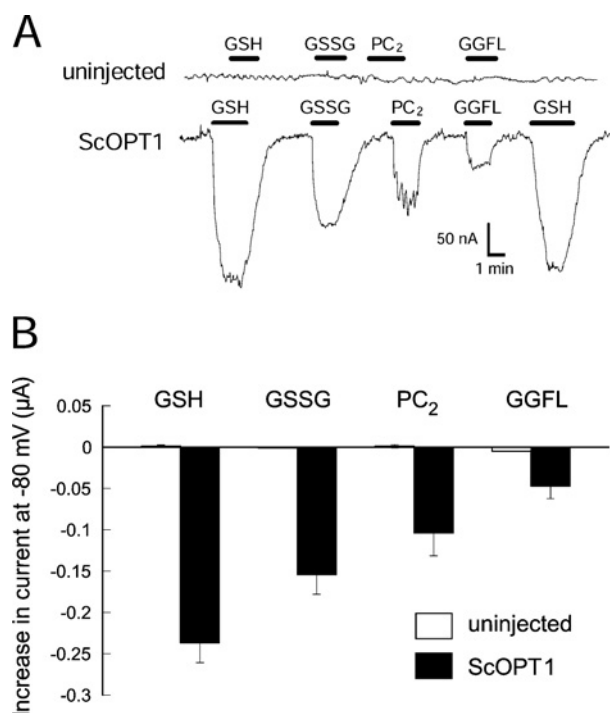 A
GSH GSSG PC2 GGFL
uninjected
GSH GSSG PC2 GGFL GSH
ScOPT1
50 nA
1 min
B
Increase in current at -80 mV (µA)
GSH GSSG PC2 GGFL
0.05
0
-0.05
-0.1
-0.15
-0.2
-0.25
-0.3
uninjected
ScOPT1